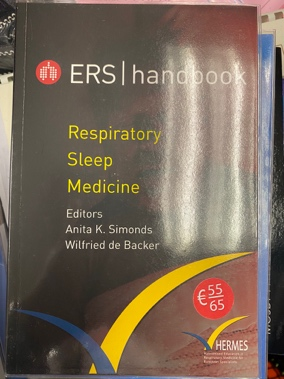 ERS | handbook
Respiratory
Sleep
Medicine
Editors
Anita K. Simonds
Wilfried de Backer
€ 55
65
HERMES